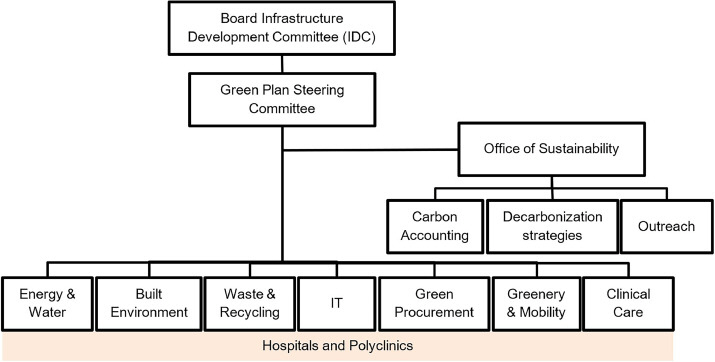 Board Infrastructure
Development Committee (IDC)
Green Plan Steering
Committee
Office of Sustainability
Carbon
Accounting
Decarbonization
strategies
Outreach
Energy &
Water
Built
Environment
Waste &
Recycling
IT
Green
Procurement
Greenery
& Mobility
Clinical
Care
Hospitals and Polyclinics